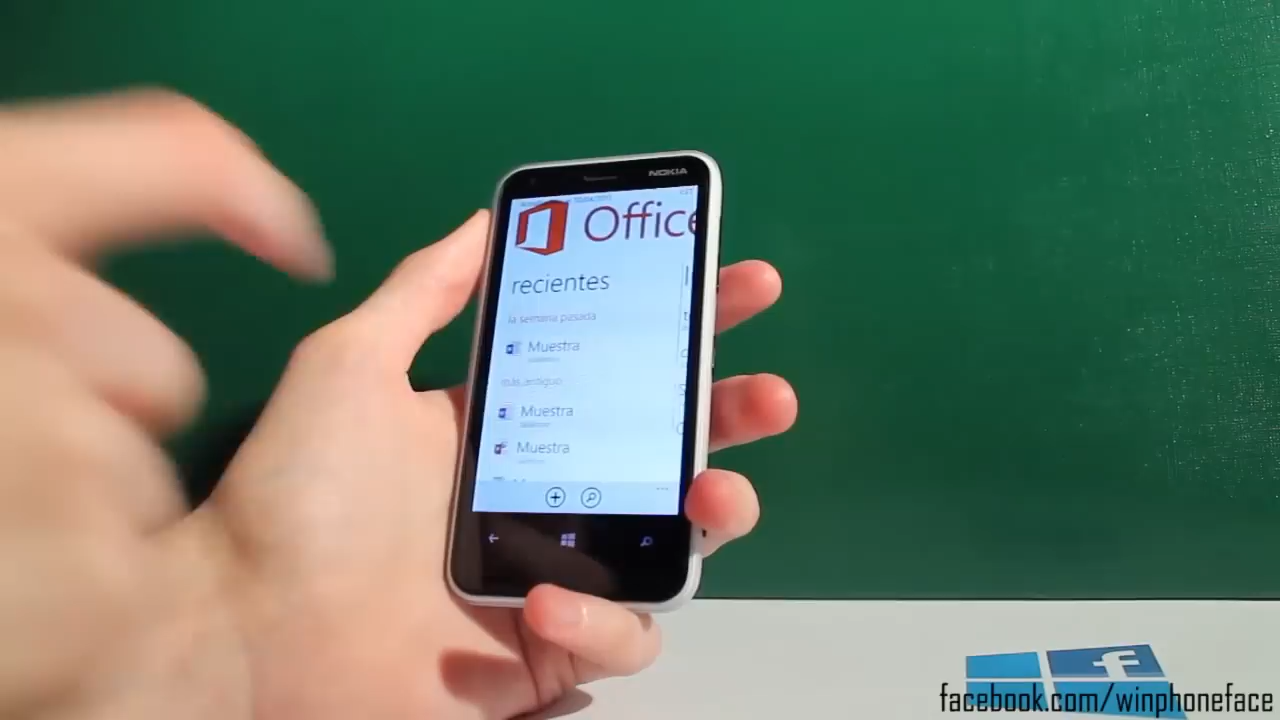 NOKIA
Office
recientes
la semana pasada
Muestra
más antiguo
Muestra
Muestra
facebook.com/winphoneface